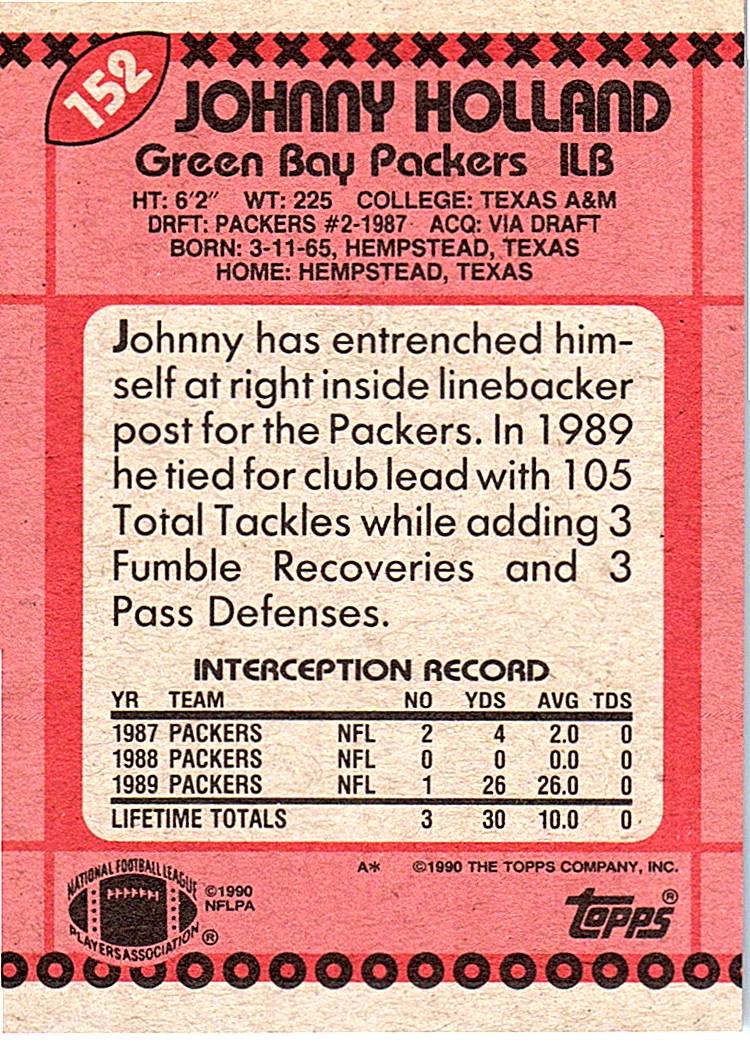 152
JOHNNY HOLLAND
Green Bay Packers ILB
HT: 6'2" WT: 225 COLLEGE: TEXAS A&M
DRFT: PACKERS #2-1987 ACQ: VIA DRAFT
BORN: 3-11-65, HEMPSTEAD, TEXAS
HOME: HEMPSTEAD, TEXAS
Johnny has entrenched him-
self at right inside linebacker
post for the Packers. In 1989
he tied for club lead with 105
Total Tackles while adding 3
Fumble Recoveries and 3
Pass Defenses.
INTERCEPTION RECORD
YR TEAM NO YDS AVG TDS
1987 PACKERS NFL 2 4 2.0 0
1988 PACKERS NFL 0 0 0.0 0
1989 PACKERS NFL 1 26 26.0 0
LIFETIME TOTALS 3 30 10.0 0
A* ©1990 THE TOPPS COMPANY, INC.
NATIONAL FOOTBALL LEAGUE
PLAYERS ASSOCIATION ®
©1990
NFLPA
topps ®